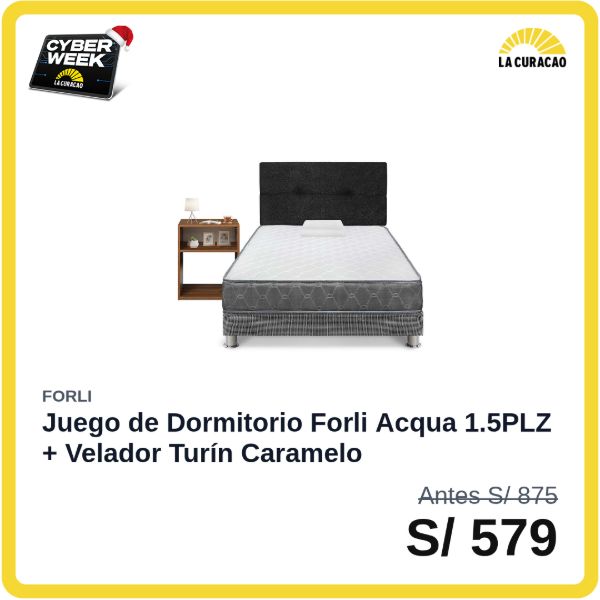 CYBER
WEEK
LA CURACAO
LA CURACAO
FORLI
Juego de Dormitorio Forli Acqua 1.5PLZ
+ Velador Turín Caramelo
Antes S/ 875
S/ 579